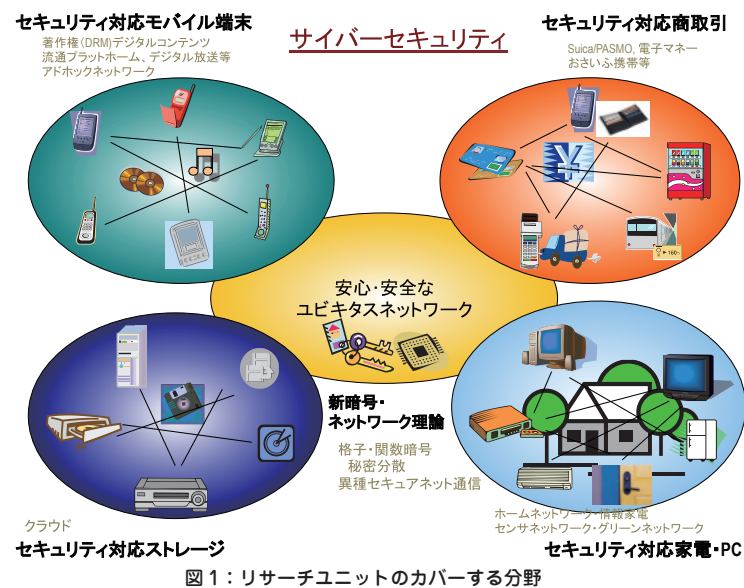 セキュリティ対応モバイル端末
著作権(DRM)デジタルコンテンツ
流通プラットホーム、デジタル放送等
アドホックネットワーク
サイバーセキュリティ
セキュリティ対応商取引
Suica/PASMO, 電子マネー
おさいふ携帯等
¥
安心・安全な
ユビキタスネットワーク
新暗号・
ネットワーク理論
格子・関数暗号
秘密分散
異種セキュアネット通信
クラウド
セキュリティ対応ストレージ
ホームネットワーク・情報家電
センサネットワーク・グリーンネットワーク
セキュリティ対応家電・PC
図1:リサーチユニットのカバーする分野